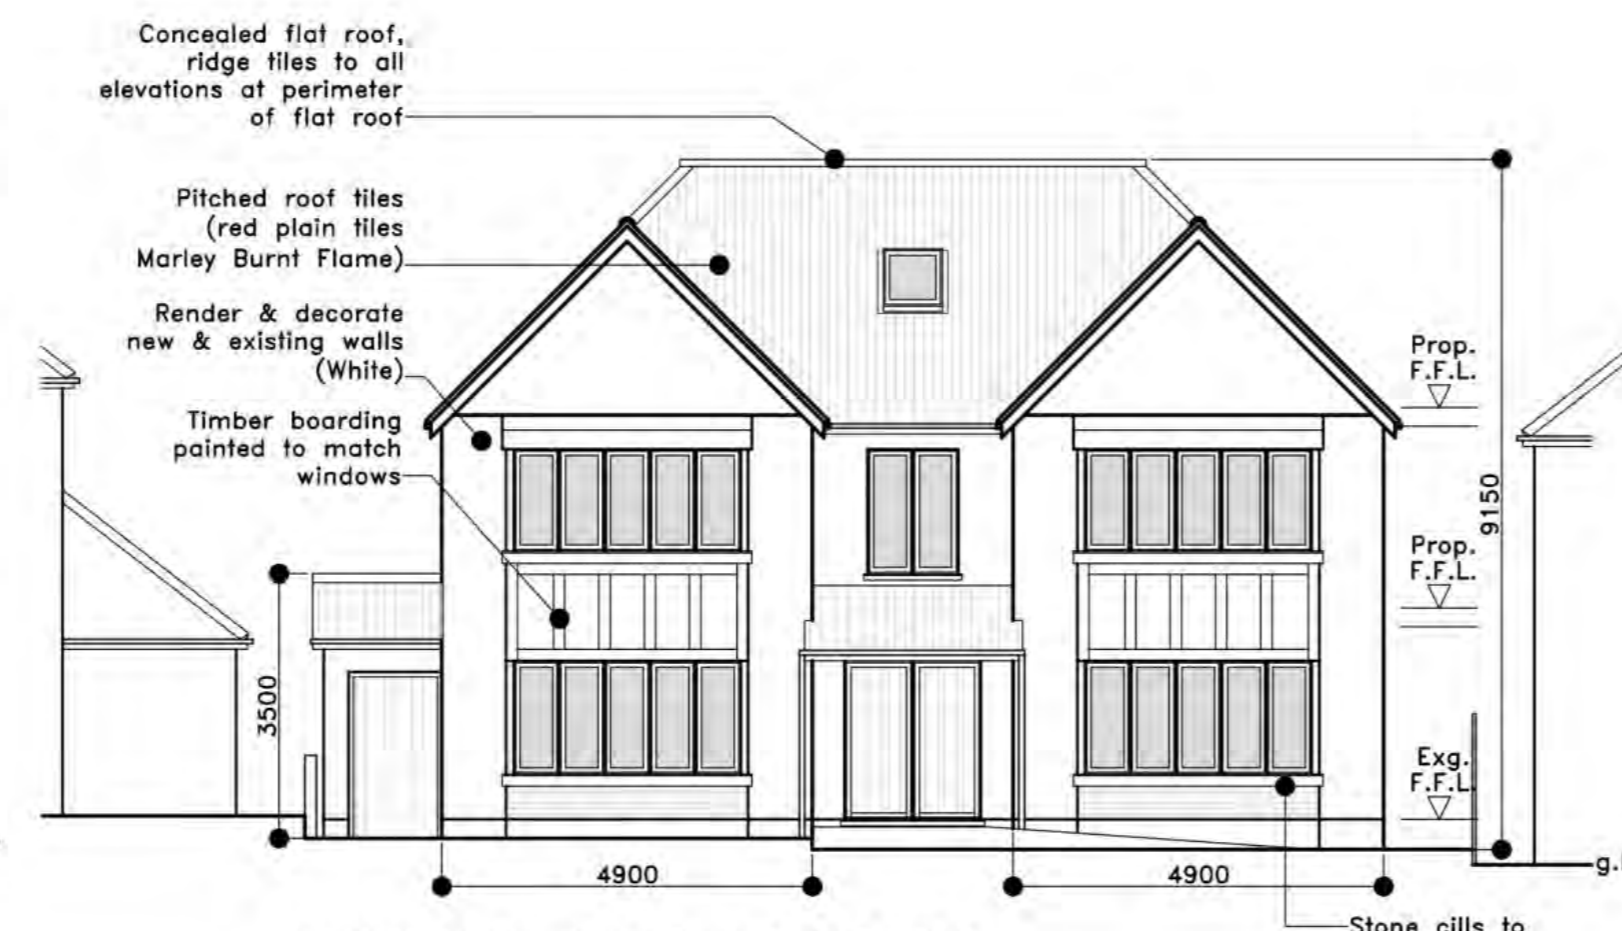 Concealed flat roof,
ridge tiles to all
elevations at perimeter
of flat roof
Pitched roof tiles
(red plain tiles
Marley Burnt Flame)
Render & decorate
new & existing walls
(White)
Timber boarding
painted to match
windows
Prop.
F.F.L.
9150
Prop.
F.F.L.
3500
Exg.
F.F.L.
4900
4900
Stone cills to